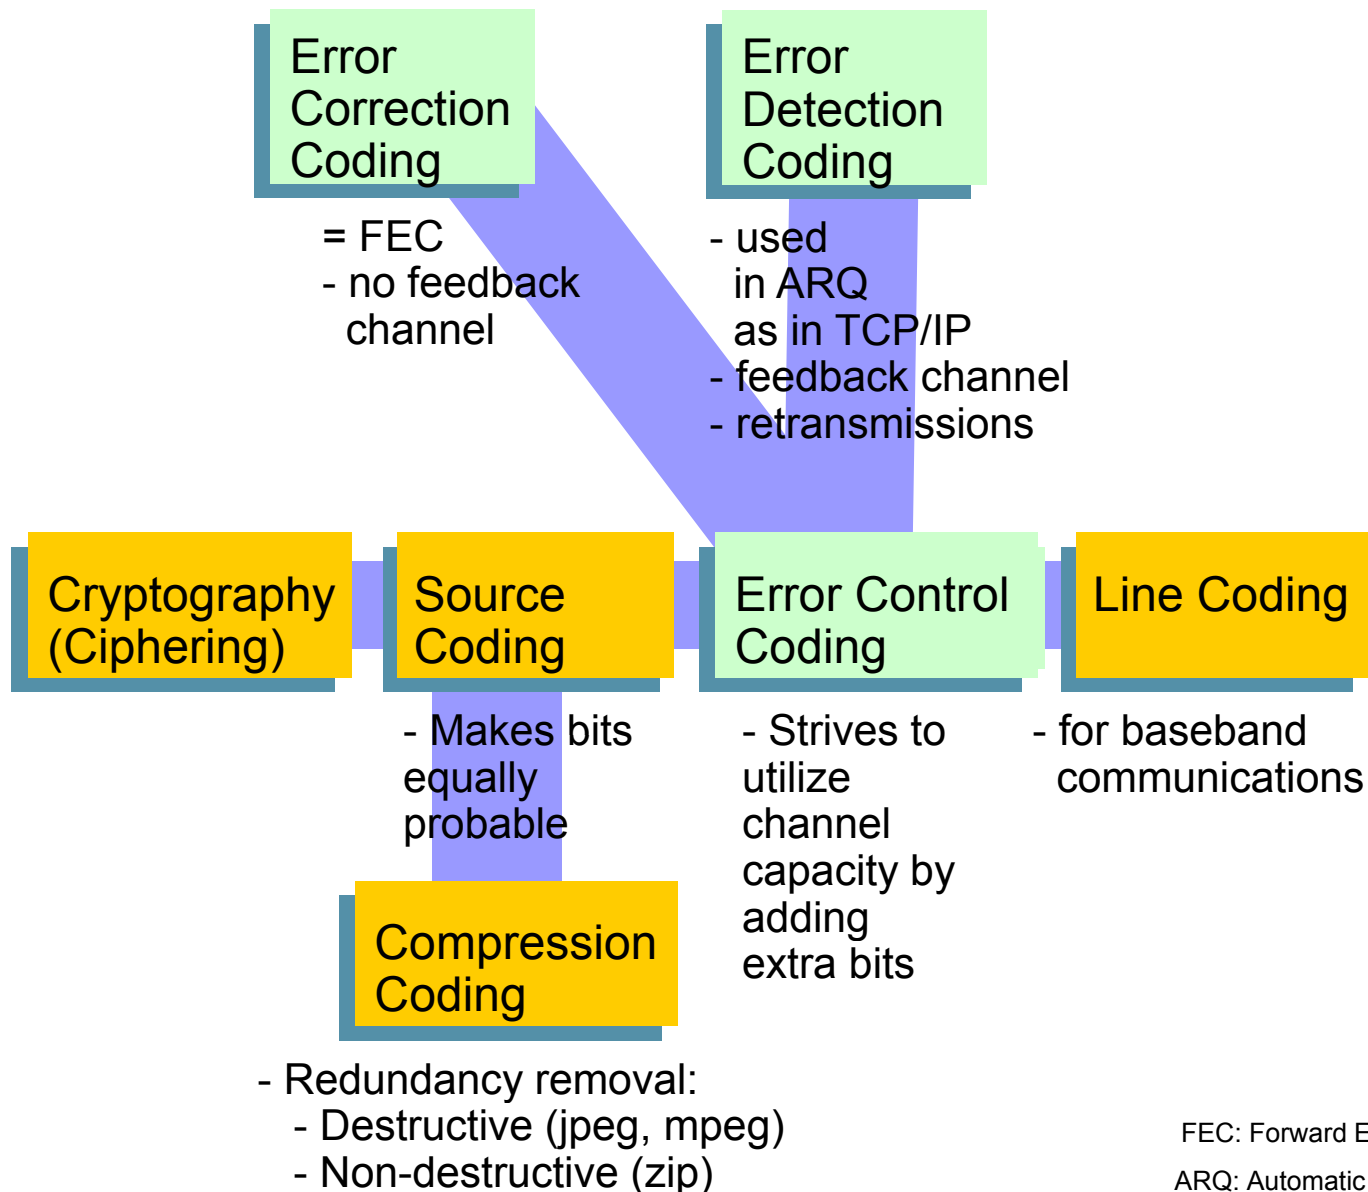 Error
Correction
Coding
= FEC
- no feedback
channel
Error
Detection
Coding
- used
in ARQ
as in TCP/IP
- feedback channel
- retransmissions
Cryptography
(Ciphering)
Source
Coding
- Makes bits
equally
probable
Error Control
Coding
- Strives to
utilize
channel
capacity by
adding
extra bits
Line Coding
- for baseband
communications
Compression
Coding
- Redundancy removal:
- Destructive (jpeg, mpeg)
- Non-destructive (zip)
FEC: Forward
ARQ: Automatic